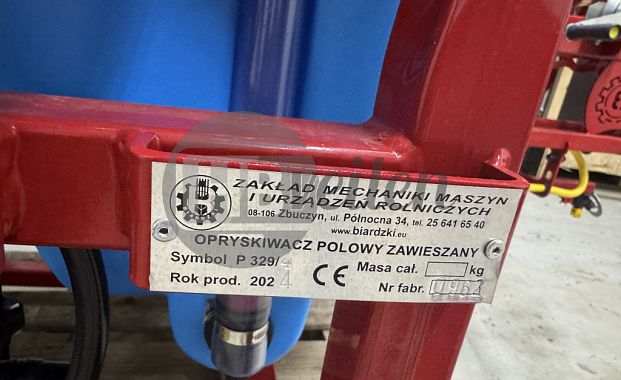 ZAKŁAD MECHANIKI MASZYN
I URZĄDZEŃ ROLNICZYCH
08-106 Zbuczyn, ul. Północna 34, tel. 25 641 65 40
www.biardzki.eu
OPRYSKIWACZ POLOWY ZAWIESZANY
Symbol P 329/4
Masa cał. kg
Rok prod. 2024
CE
Nr fabr.